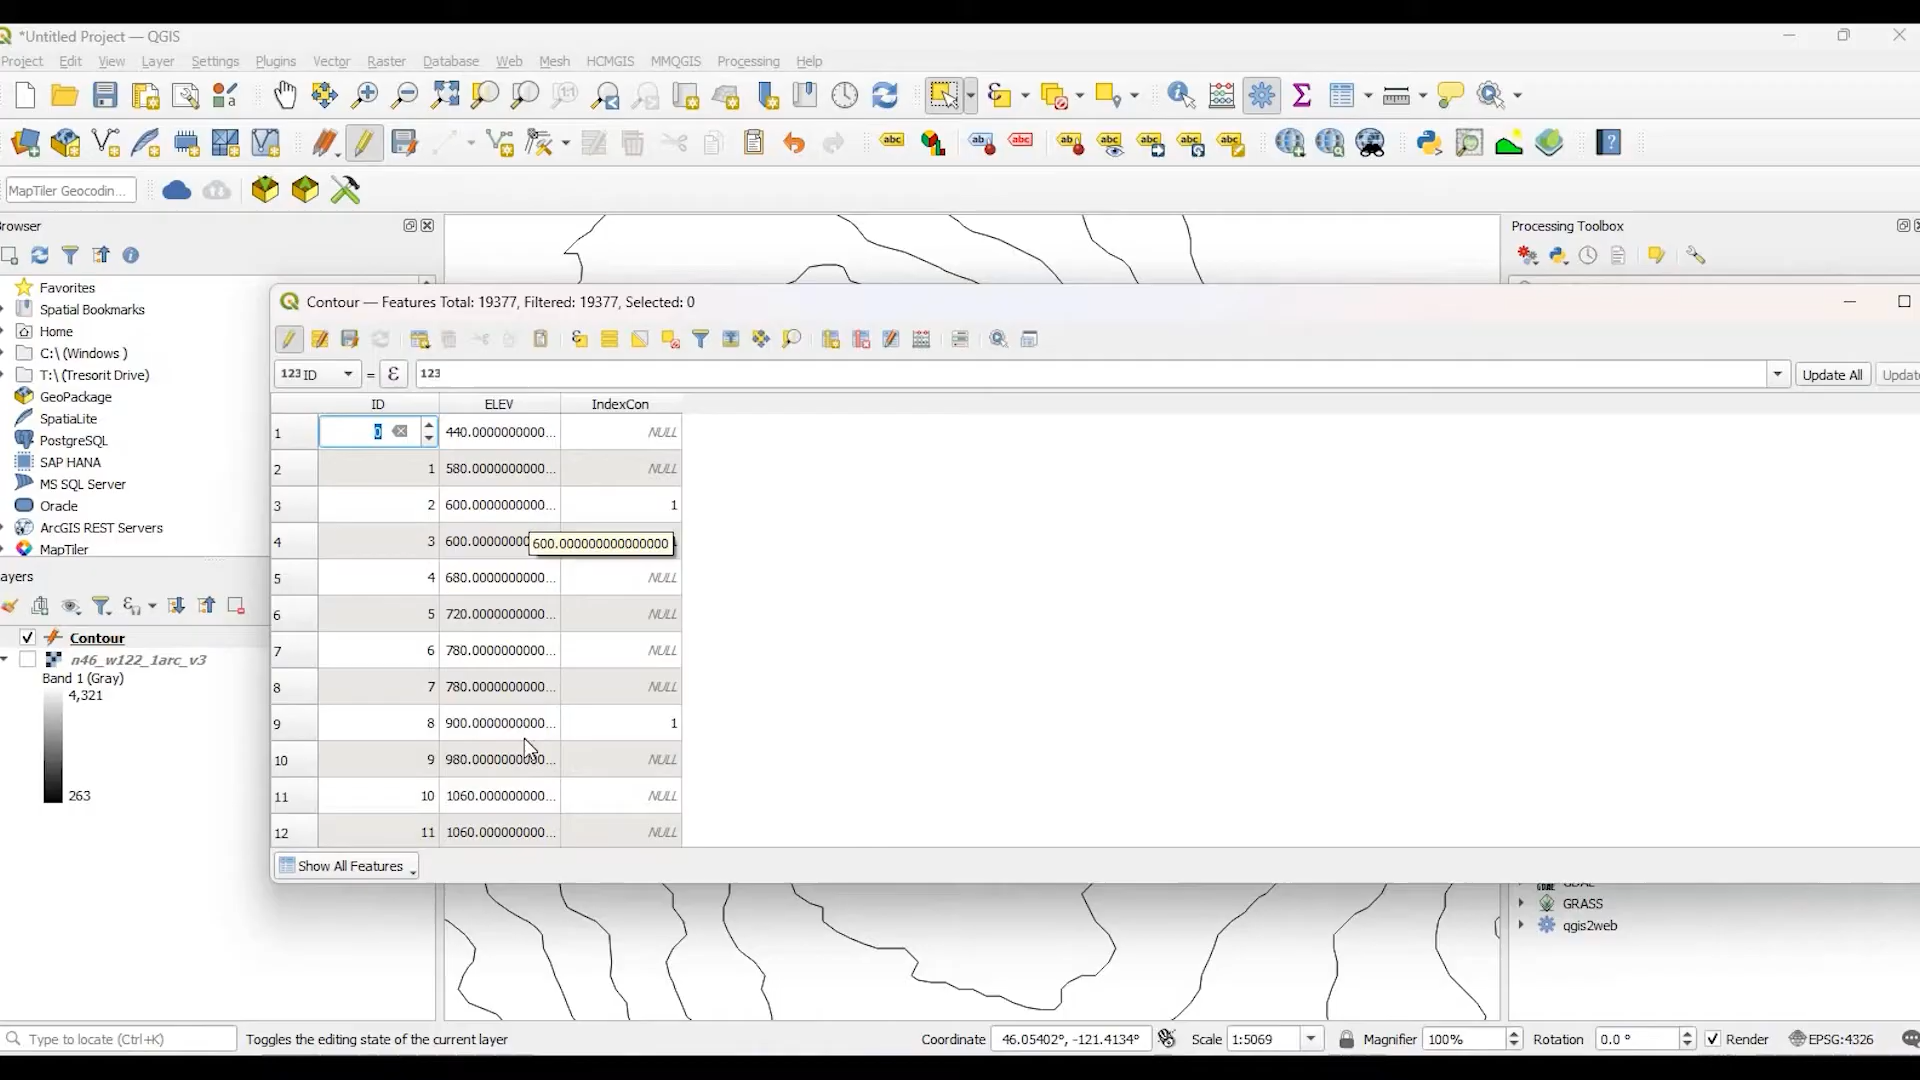 *Untitled Project — QGIS
Project Edit View Layer Settings Plugins Vector Raster Database Web Mesh HCMGIS MMQGIS Processing Help
MapTiler Geocodin...
rowser
Processing Toolbox
Favorites
Spatial Bookmarks
Home
C:\ (Windows )
T:\ (Tresorit Drive)
GeoPackage
SpatiaLite
PostgreSQL
SAP HANA
MS SQL Server
Oracle
ArcGIS REST Servers
MapTiler
ayers
Contour
n46_w122_1arc_v3
Band 1 (Gray)
4,321
263
Contour — Features Total: 19377, Filtered: 19377, Selected: 0
123 ID = ε 123 Update All Update
ID ELEV IndexCon
1 0 440.0000000000... NULL
2 1 580.0000000000... NULL
3 2 600.0000000000... 1
4 3 600.00000000 600.000000000000000
5 4 680.0000000000... NULL
6 5 720.0000000000... NULL
7 6 780.0000000000... NULL
8 7 780.0000000000... NULL
9 8 900.0000000000... 1
10 9 980.0000000000... NULL
11 10 1060.000000000... NULL
12 11 1060.000000000... NULL
Show All Features
GDAL
GRASS
qgis2web
Type to locate (Ctrl+K) Toggles the editing state of the current layer Coordinate 46.05402°, -121.4134° Scale 1:5069 Magnifier 100% Rotation 0.0 ° Render EPSG:4326